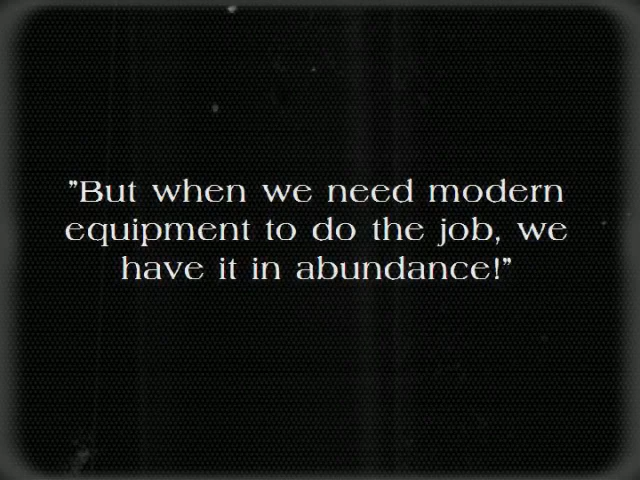 "But when we need modern
equipment to do the job, we
have it in abundance!"